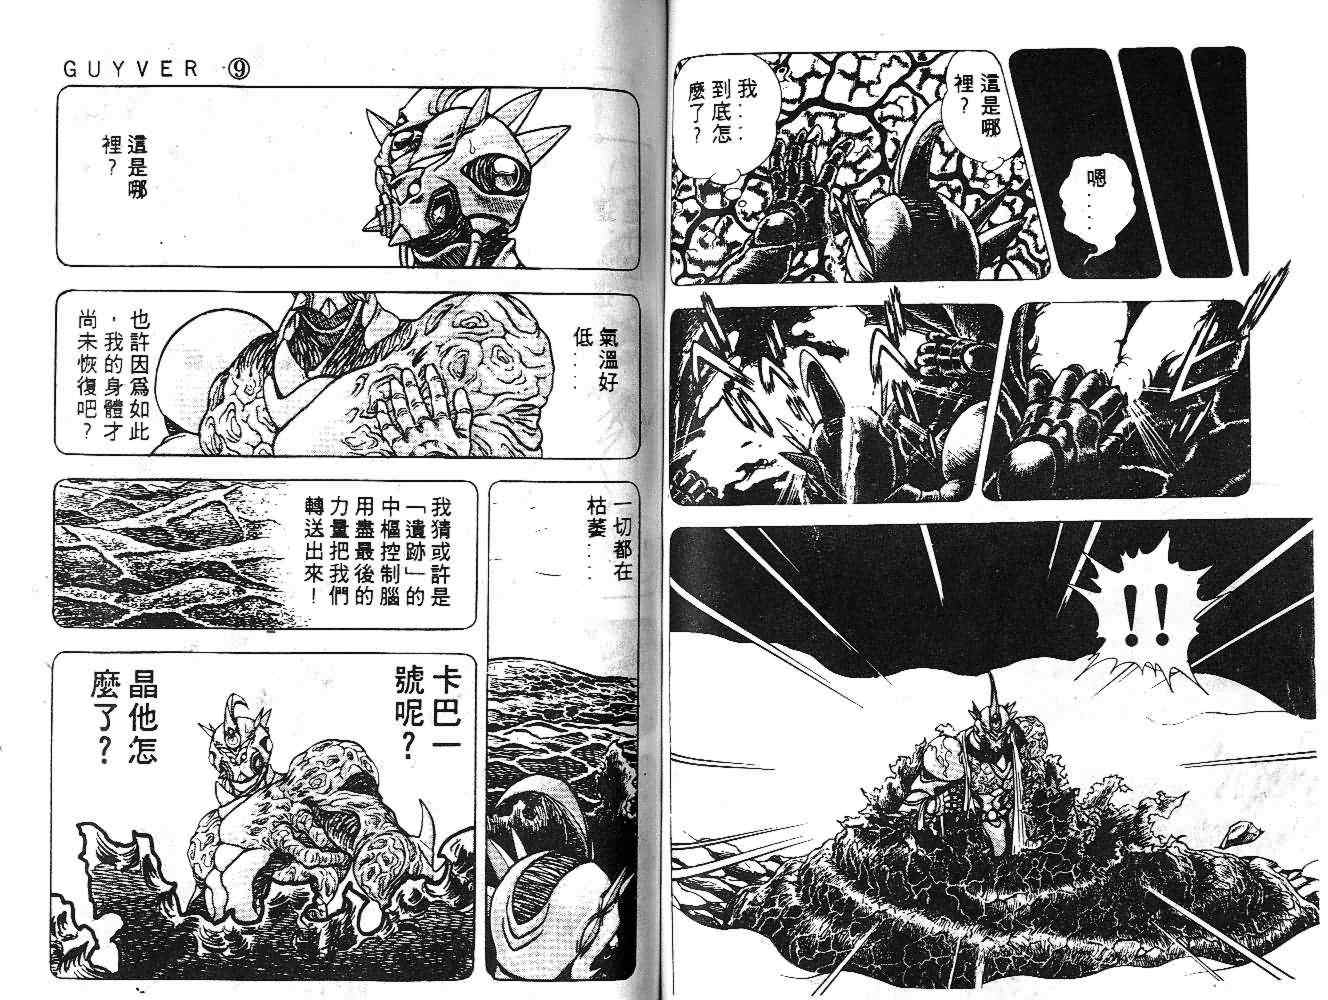 嗯……
這是哪
裡？
我……
到底怎
麼了？
！！
GUYVER ⑨
這是哪
裡？
氣溫好
低……
也許因爲如此
，我的身體才
尚未恢復吧？
一切都在
枯萎……
我猜或許是
「遺跡」的
中樞控制腦
用盡最後的
力量把我們
轉送出來！
卡巴一
號呢？
晶他怎
麼了？